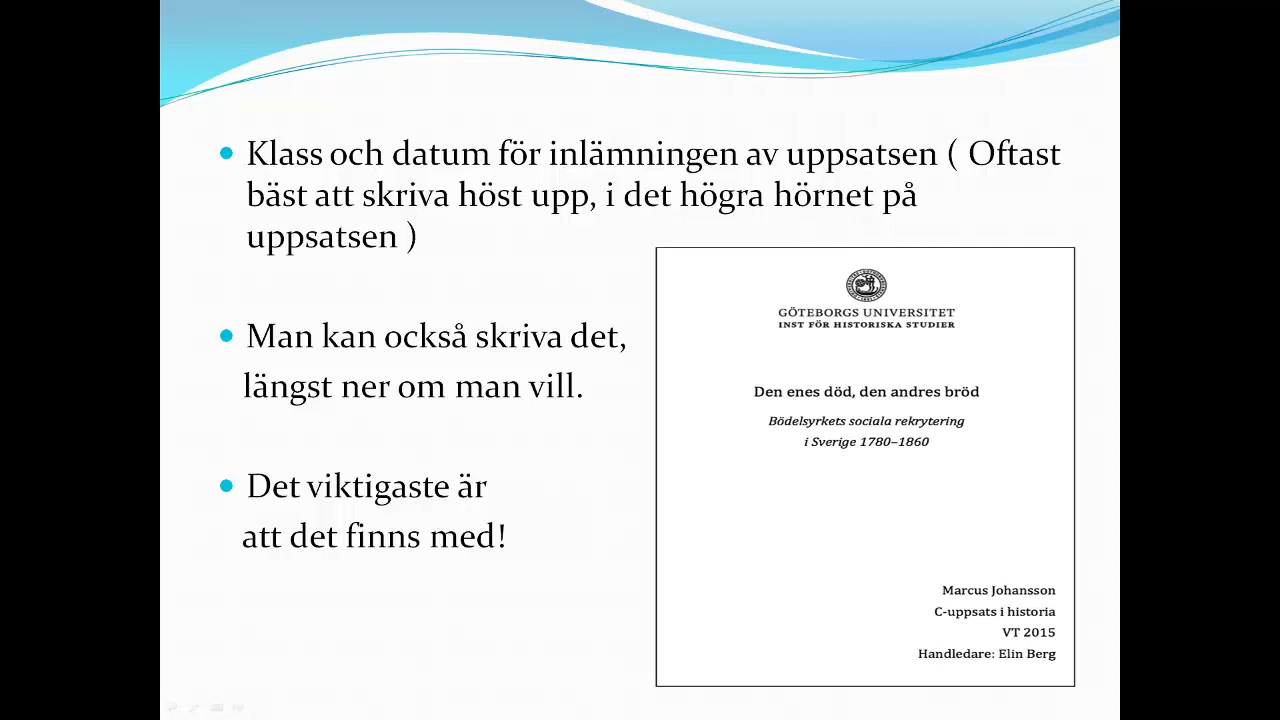 Klass och datum för inlämningen av uppsatsen ( Oftast
bäst att skriva höst upp, i det högra hörnet på
uppsatsen )
Man kan också skriva det,
längst ner om man vill.
Det viktigaste är
att det finns med!
GÖTEBORGS UNIVERSITET
INST FÖR HISTORISKA STUDIER
Den enes död, den andres bröd
Bödelsyrkets sociala rekrytering
i Sverige 1780–1860
Marcus Johansson
C-uppsats i historia
VT 2015
Handledare: Elin Berg